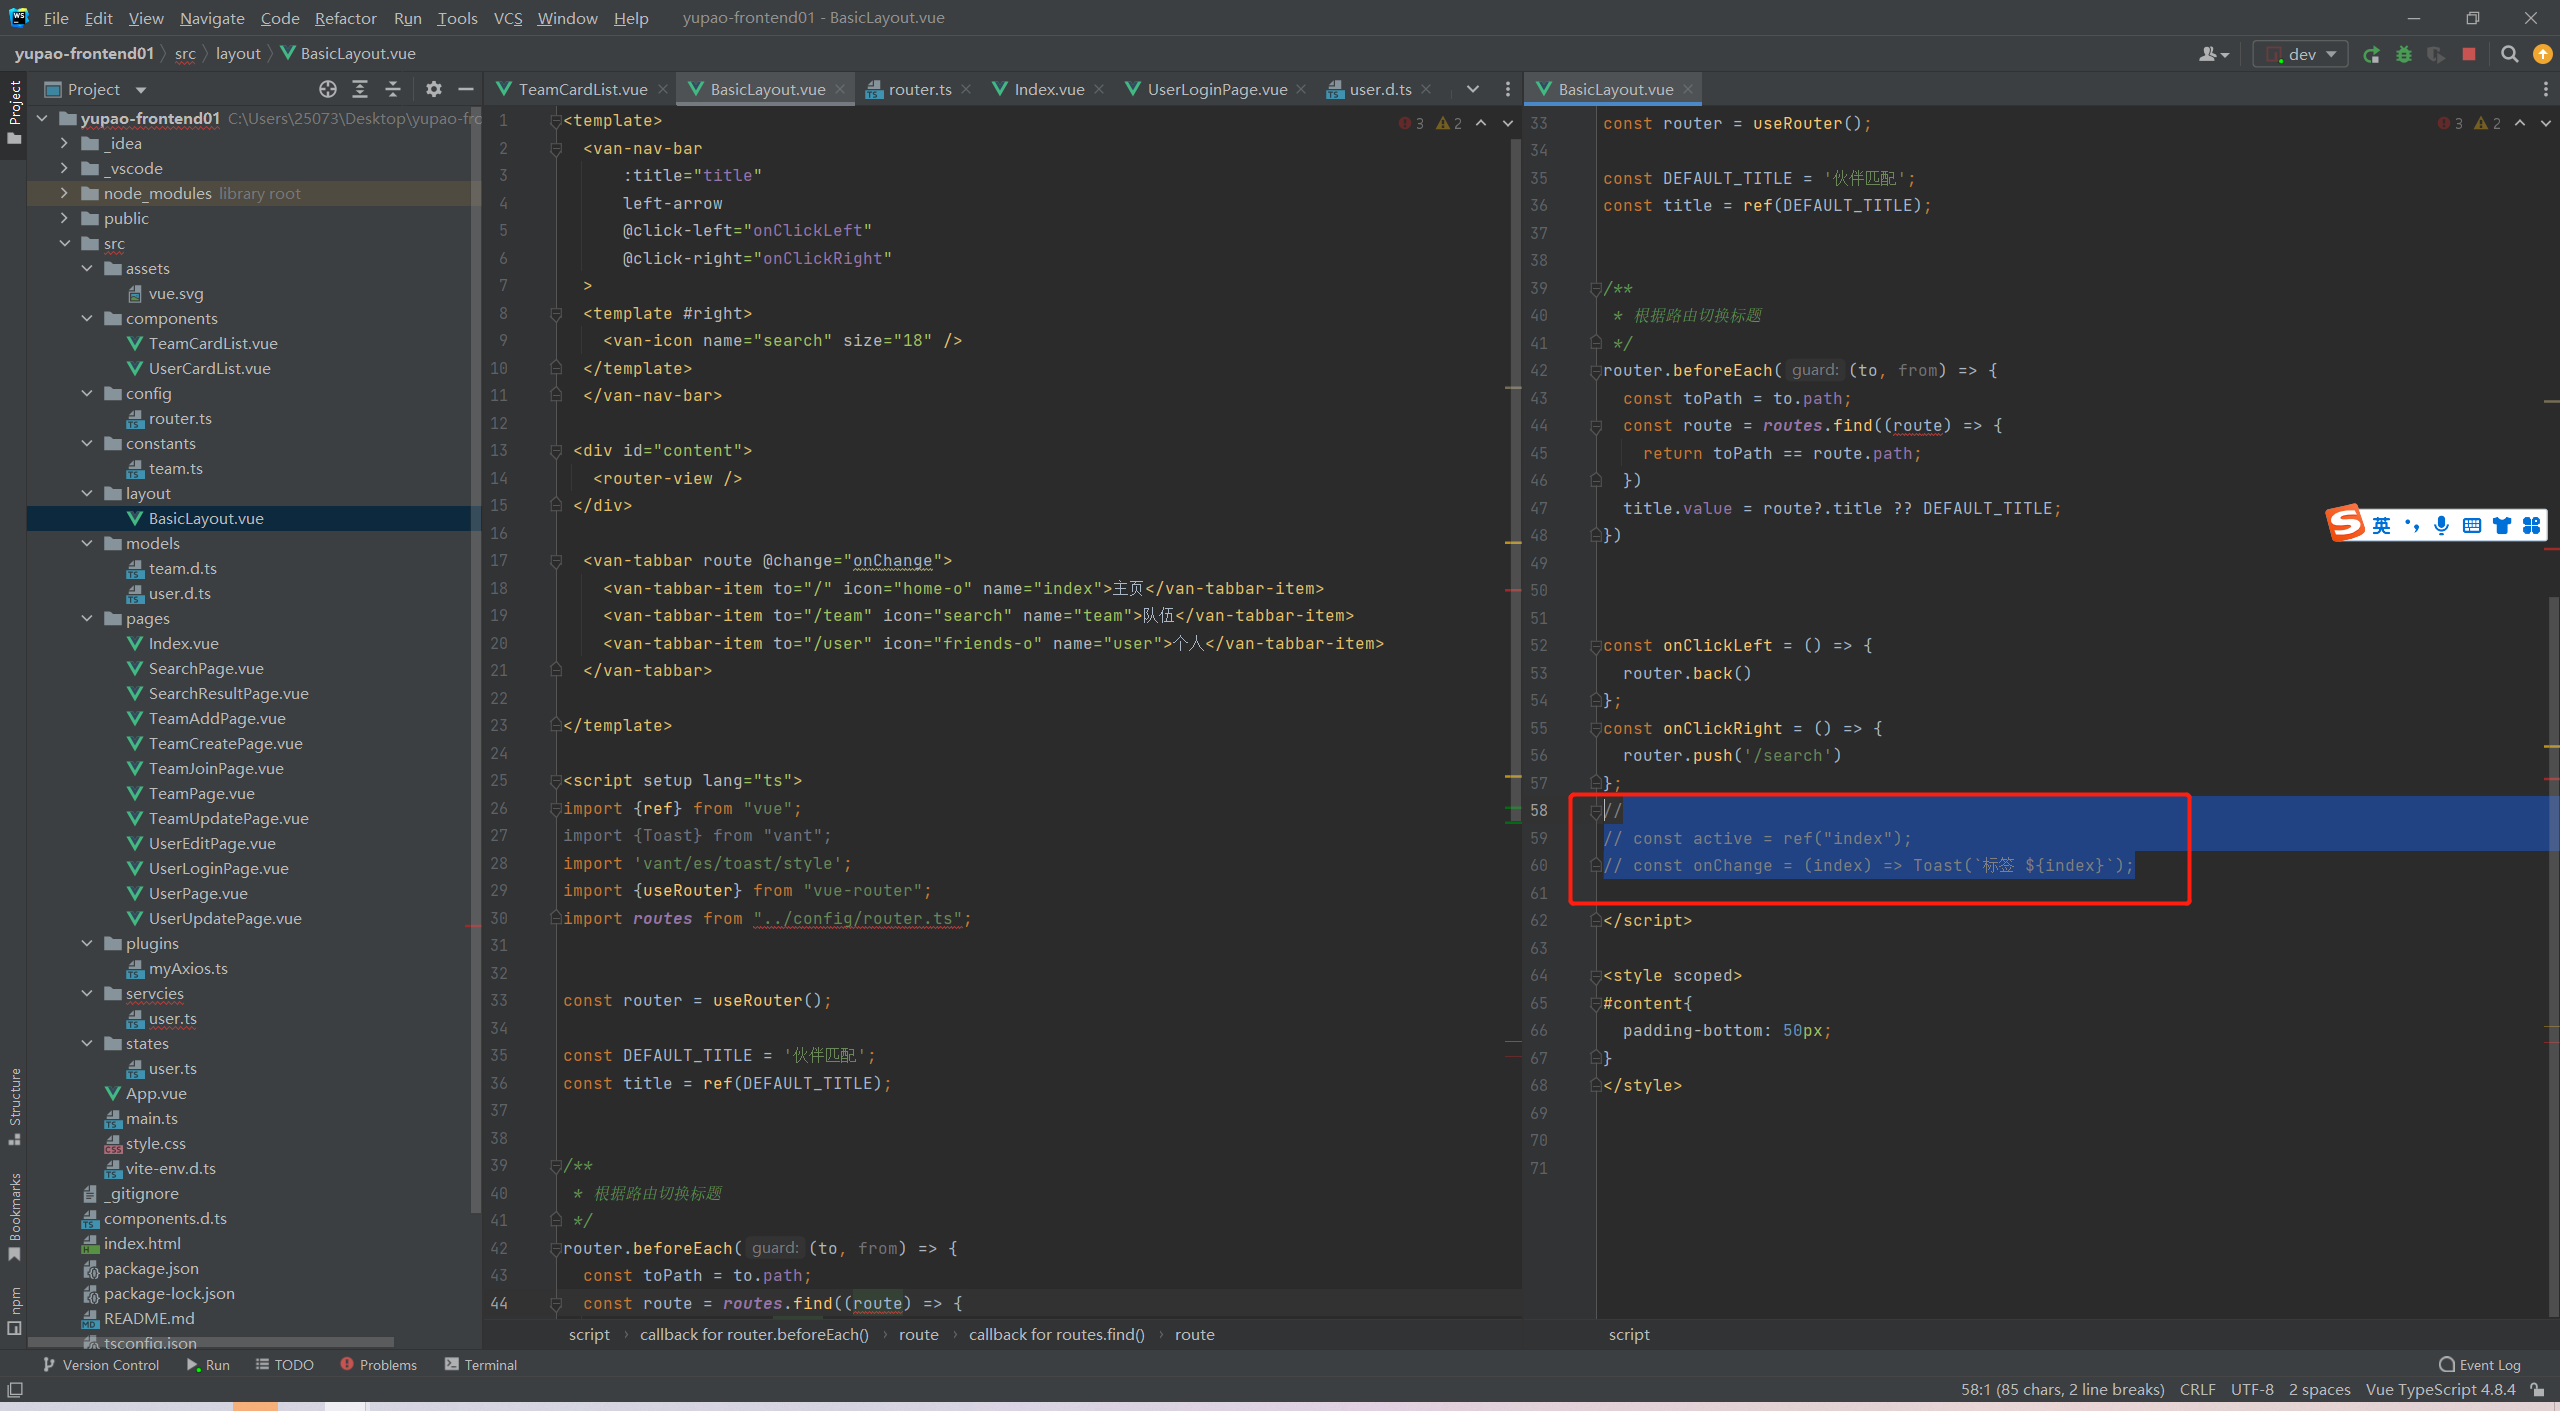 File Edit View Navigate Code Refactor Run Tools VCS Window Help yupao-frontend01 - BasicLayout.vue
yupao-frontend01 src layout BasicLayout.vue dev
Project
TeamCardList.vue BasicLayout.vue router.ts Index.vue UserLoginPage.vue user.d.ts BasicLayout.vue
Project
Structure
Bookmarks
npm
yupao-frontend01 C:\Users\25073\Desktop\yupao-fro
_idea
_vscode
node_modules library root
public
src
assets
vue.svg
components
TeamCardList.vue
UserCardList.vue
config
router.ts
constants
team.ts
layout
BasicLayout.vue
models
team.d.ts
user.d.ts
pages
Index.vue
SearchPage.vue
SearchResultPage.vue
TeamAddPage.vue
TeamCreatePage.vue
TeamJoinPage.vue
TeamPage.vue
TeamUpdatePage.vue
UserEditPage.vue
UserLoginPage.vue
UserPage.vue
UserUpdatePage.vue
plugins
myAxios.ts
servcies
user.ts
states
user.ts
App.vue
main.ts
style.css
vite-env.d.ts
_gitignore
components.d.ts
index.html
package.json
package-lock.json
README.md
tsconfig.json
3 2
1 <template>
2 <van-nav-bar
3 :title="title"
4 left-arrow
5 @click-left="onClickLeft"
6 @click-right="onClickRight"
7 >
8 <template #right>
9 <van-icon name="search" size="18" />
10 </template>
11 </van-nav-bar>
12
13 <div id="content">
14 <router-view />
15 </div>
16
17 <van-tabbar route @change="onChange">
18 <van-tabbar-item to="/" icon="home-o" name="index">主页</van-tabbar-item>
19 <van-tabbar-item to="/team" icon="search" name="team">队伍</van-tabbar-item>
20 <van-tabbar-item to="/user" icon="friends-o" name="user">个人</van-tabbar-item>
21 </van-tabbar>
22
23 </template>
24
25 <script setup lang="ts">
26 import {ref} from "vue";
27 import {Toast} from "vant";
28 import 'vant/es/toast/style';
29 import {useRouter} from "vue-router";
30 import routes from "../config/router.ts";
31
32
33 const router = useRouter();
34
35 const DEFAULT_TITLE = '伙伴匹配';
36 const title = ref(DEFAULT_TITLE);
37
38
39 /**
40 * 根据路由切换标题
41 */
42 router.beforeEach( guard: (to, from) => {
43 const toPath = to.path;
44 const route = routes.find((route) => {
script callback for router.beforeEach() route callback for routes.find() route
3 2
33 const router = useRouter();
34
35 const DEFAULT_TITLE = '伙伴匹配';
36 const title = ref(DEFAULT_TITLE);
37
38
39 /**
40 * 根据路由切换标题
41 */
42 router.beforeEach( guard: (to, from) => {
43 const toPath = to.path;
44 const route = routes.find((route) => {
45 return toPath == route.path;
46 })
47 title.value = route?.title ?? DEFAULT_TITLE;
48 })
49
50
51
52 const onClickLeft = () => {
53 router.back()
54 };
55 const onClickRight = () => {
56 router.push('/search')
57 };
58 //
59 // const active = ref("index");
60 // const onChange = (index) => Toast(`标签 ${index}`);
61
62 </script>
63
64 <style scoped>
65 #content{
66 padding-bottom: 50px;
67 }
68 </style>
69
70
71
script
S 英
Version Control Run TODO Problems Terminal Event Log
58:1 (85 chars, 2 line breaks) CRLF UTF-8 2 spaces Vue TypeScript 4.8.4